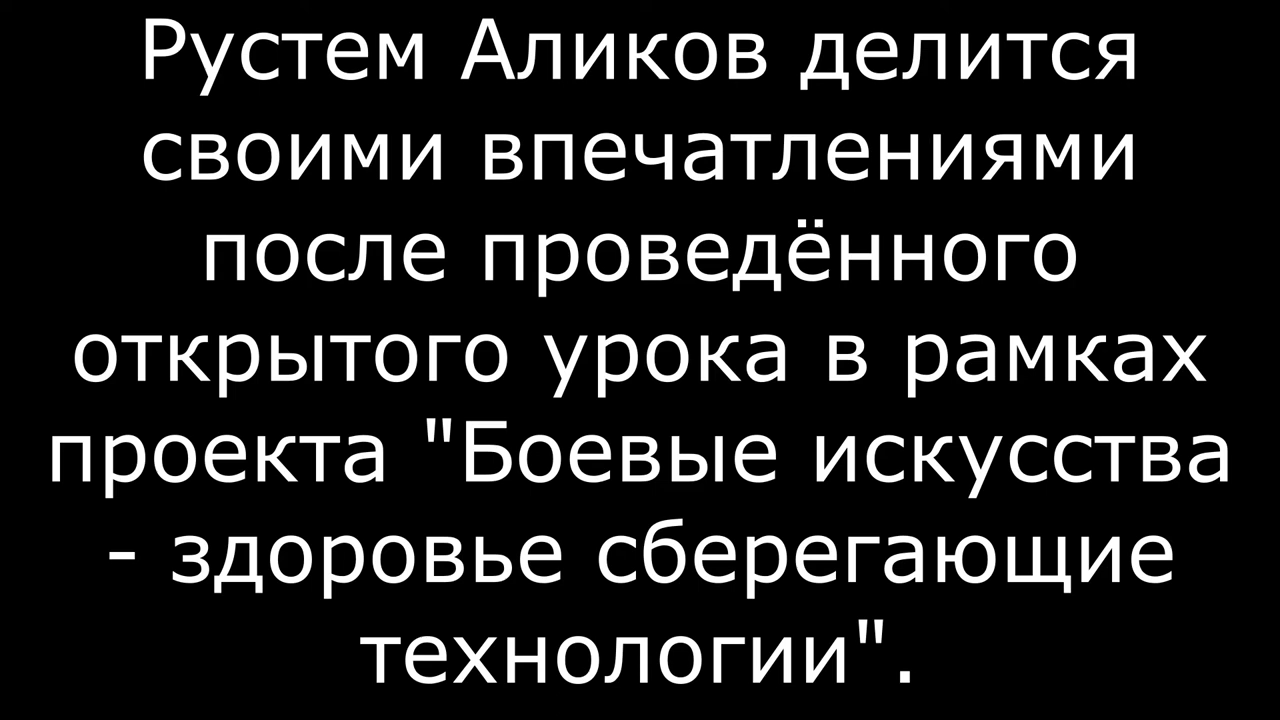 Рустем Аликов делится
своими впечатлениями
после проведённого
открытого урока в рамках
проекта "Боевые искусства
- здоровье сберегающие
технологии".